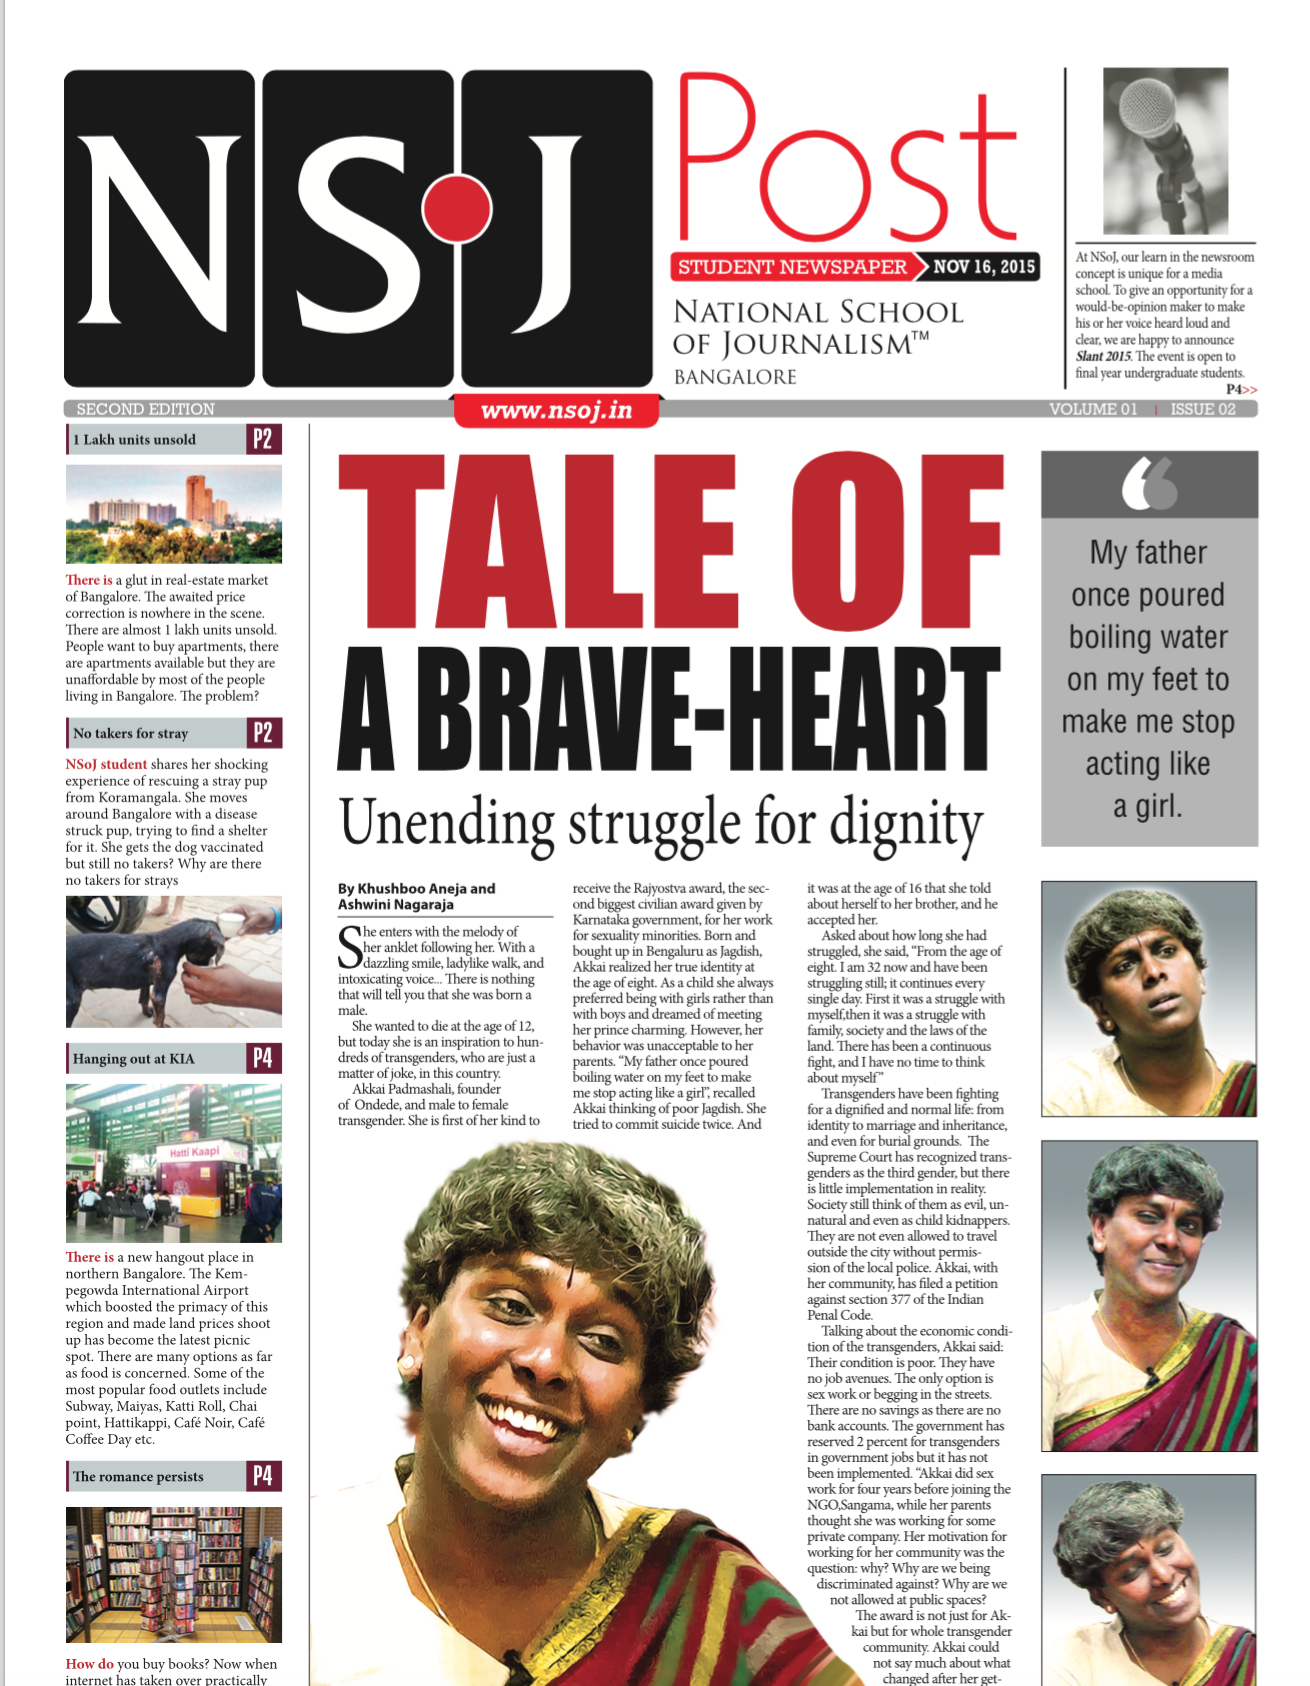 NSJ
Post
STUDENT NEWSPAPER NOV 16, 2015
NATIONAL SCHOOL
OF JOURNALISM™
BANGALORE
At NSoJ, our learn in the newsroom
concept is unique for a media
school. To give an opportunity for a
would-be-opinion maker to make
his or her voice heard loud and
clear, we are happy to announce
Slant 2015. The event is open to
final year undergraduate students.
P4>>
SECOND EDITION
www.nsoj.in
VOLUME 01 | ISSUE 02
1 Lakh units unsold P2
There is a glut in real-estate market
of Bangalore. The awaited price
correction is nowhere in the scene.
There are almost 1 lakh units unsold.
People want to buy apartments, there
are apartments available but they are
unaffordable by most of the people
living in Bangalore. The problem?
No takers for stray P2
NSoJ student shares her shocking
experience of rescuing a stray pup
from Koramangala. She moves
around Bangalore with a disease
struck pup, trying to find a shelter
for it. She gets the dog vaccinated
but still no takers? Why are there
no takers for strays
Hanging out at KIA P4
Hatti Kaapi
There is a new hangout place in
northern Bangalore. The Kem-
pegowda International Airport
which boosted the primacy of this
region and made land prices shoot
up has become the latest picnic
spot. There are many options as far
as food is concerned. Some of the
most popular food outlets include
Subway, Maiyas, Katti Roll, Chai
point, Hattikappi, Café Noir, Café
Coffee Day etc.
The romance persists P4
How do you buy books? Now when
internet has taken over practically
TALE OF
A BRAVE-HEART
Unending struggle for dignity
By Khushboo Aneja and
Ashwini Nagaraja
She enters with the melody of
her anklet following her. With a
dazzling smile, ladylike walk, and
intoxicating voice... There is nothing
that will tell you that she was born a
male.
She wanted to die at the age of 12,
but today she is an inspiration to hun-
dreds of transgenders, who are just a
matter of joke, in this country.
Akkai Padmashali, founder
of Ondede, and male to female
transgender. She is first of her kind to
receive the Rajyostva award, the sec-
ond biggest civilian award given by
Karnataka government, for her work
for sexuality minorities. Born and
bought up in Bengaluru as Jagdish,
Akkai realized her true identity at
the age of eight. As a child she always
preferred being with girls rather than
with boys and dreamed of meeting
her prince charming. However, her
behavior was unacceptable to her
parents. “My father once poured
boiling water on my feet to make
me stop acting like a girl”, recalled
Akkai thinking of poor Jagdish. She
tried to commit suicide twice. And
it was at the age of 16 that she told
about herself to her brother, and he
accepted her.
Asked about how long she had
struggled, she said, “From the age of
eight. I am 32 now and have been
struggling still; it continues every
single day. First it was a struggle with
myself,then it was a struggle with
family, society and the laws of the
land. There has been a continuous
fight, and I have no time to think
about myself”
Transgenders have been fighting
for a dignified and normal life: from
identity to marriage and inheritance,
and even for burial grounds. The
Supreme Court has recognized trans-
genders as the third gender, but there
is little implementation in reality.
Society still think of them as evil, un-
natural and even as child kidnappers.
They are not even allowed to travel
outside the city without permis-
sion of the local police. Akkai, with
her community, has filed a petition
against section 377 of the Indian
Penal Code.
Talking about the economic condi-
tion of the transgenders, Akkai said:
Their condition is poor. They have
no job avenues. The only option is
sex work or begging in the streets.
There are no savings as there are no
bank accounts. The government has
reserved 2 percent for transgenders
in government jobs but it has not
been implemented. “Akkai did sex
work for four years before joining the
NGO,Sangama, while her parents
thought she was working for some
private company. Her motivation for
working for her community was the
question: why? Why are we being
discriminated against? Why are we
not allowed at public spaces?
The award is not just for Ak-
kai but for whole transgender
community. Akkai could
not say much about what
changed after her get-
“
My father
once poured
boiling water
on my feet to
make me stop
acting like
a girl.